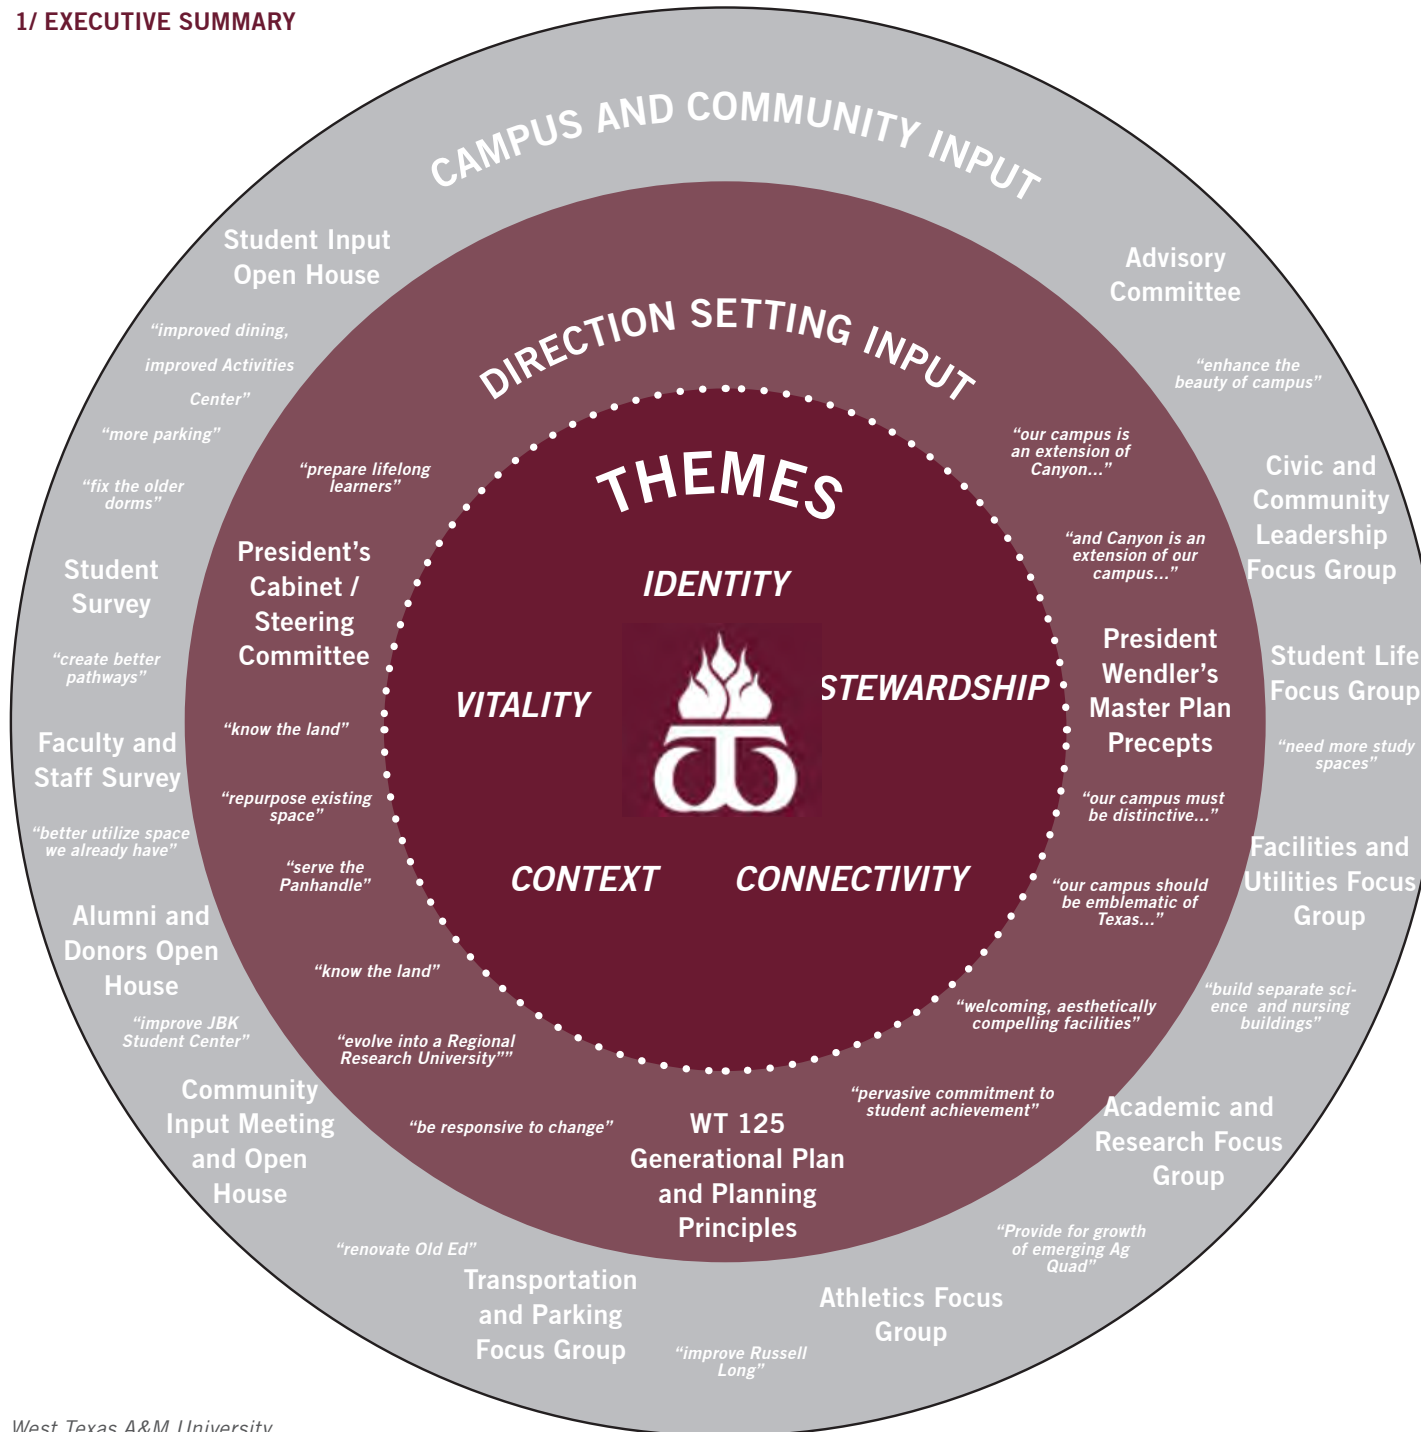 1/ EXECUTIVE SUMMARY
CAMPUS AND COMMUNITY INPUT
Student Input
Open House
“improved dining,
improved Activities
Center”
“more parking”
“fix the older
dorms”
Student
Survey
“create better
pathways”
Faculty and
Staff Survey
“better utilize space
we already have”
Alumni and
Donors Open
House
“improve JBK
Student Center”
Community
Input Meeting
and Open
House
“renovate Old Ed”
Transportation
and Parking
Focus Group
“improve Russell
Long”
Athletics Focus
Group
“Provide for growth
of emerging Ag
Quad”
Academic and
Research Focus
Group
“build separate sci-
ence and nursing
buildings”
Facilities and
Utilities Focus
Group
“need more study
spaces”
Student Life
Focus Group
Civic and
Community
Leadership
Focus Group
“enhance the
beauty of campus”
Advisory
Committee
DIRECTION SETTING INPUT
“prepare lifelong
learners”
President’s
Cabinet /
Steering
Committee
“know the land”
“repurpose existing
space”
“serve the
Panhandle”
“know the land”
“evolve into a Regional
Research University””
“be responsive to change”
WT 125
Generational Plan
and Planning
Principles
“pervasive commitment to
student achievement”
“welcoming, aesthetically
compelling facilities”
“our campus should
be emblematic of
Texas...”
“our campus must
be distinctive...”
President
Wendler’s
Master Plan
Precepts
“and Canyon is an
extension of our
campus...”
“our campus is
an extension of
Canyon...”
THEMES
IDENTITY
VITALITY
STEWARDSHIP
CONTEXT
CONNECTIVITY
West Texas A&M University